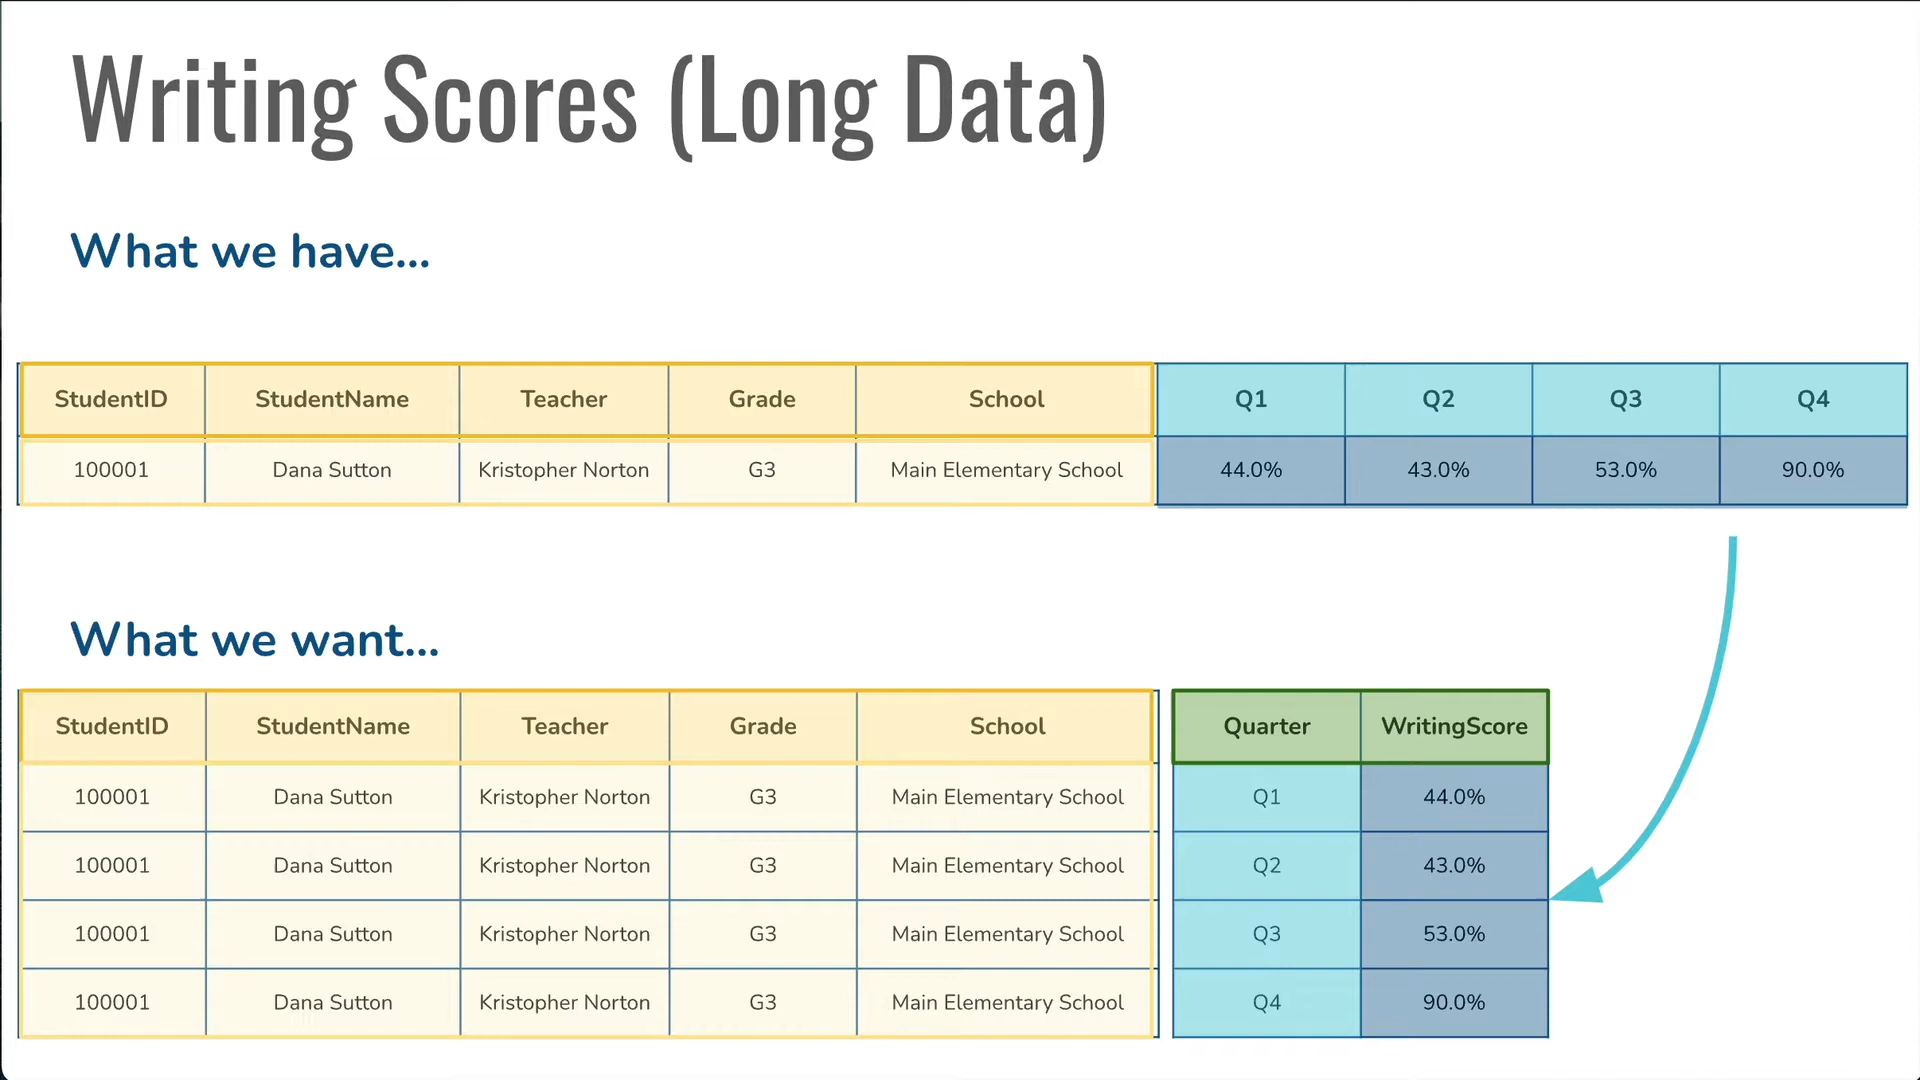 Writing Scores (Long Data)
What we have...
StudentID StudentName Teacher Grade School Q1 Q2 Q3 Q4
100001 Dana Sutton Kristopher Norton G3 Main Elementary School 44.0% 43.0% 53.0% 90.0%
What we want...
StudentID StudentName Teacher Grade School Quarter WritingScore
100001 Dana Sutton Kristopher Norton G3 Main Elementary School Q1 44.0%
100001 Dana Sutton Kristopher Norton G3 Main Elementary School Q2 43.0%
100001 Dana Sutton Kristopher Norton G3 Main Elementary School Q3 53.0%
100001 Dana Sutton Kristopher Norton G3 Main Elementary School Q4 90.0%